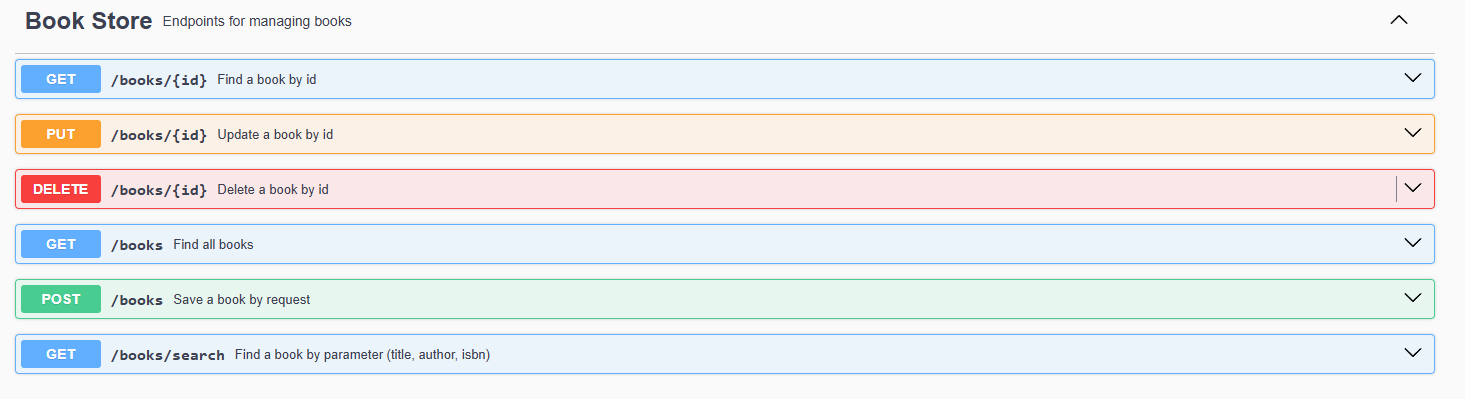 Book Store Endpoints for managing books
GET /books/{id} Find a book by id
PUT /books/{id} Update a book by id
DELETE /books/{id} Delete a book by id
GET /books Find all books
POST /books Save a book by request
GET /books/search Find a book by parameter (title, author, isbn)